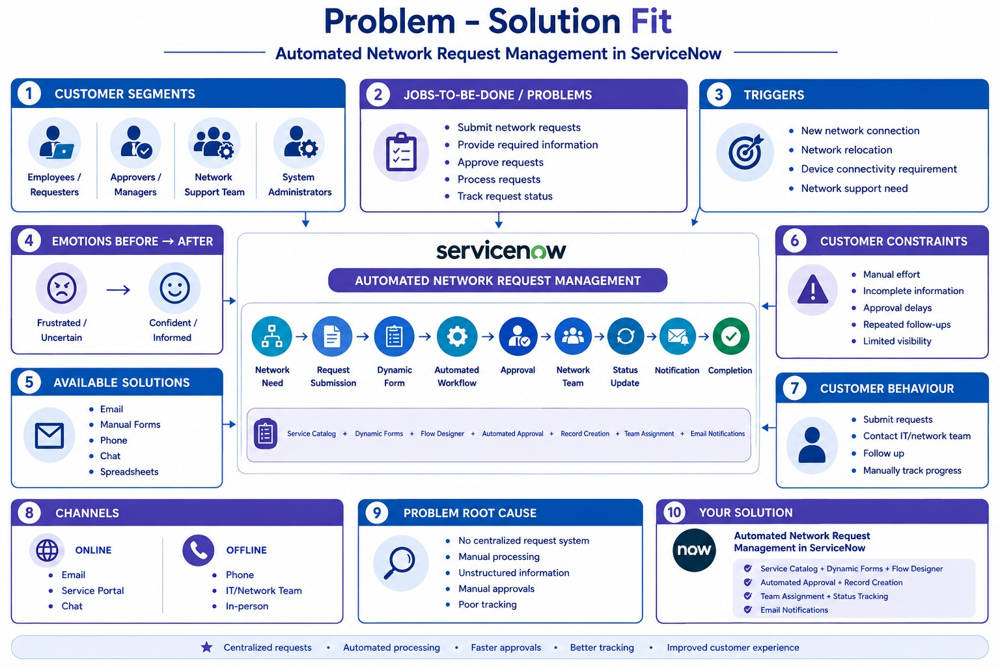 Problem – Solution Fit
Automated Network Request Management in ServiceNow
1 CUSTOMER SEGMENTS
Employees /
Requesters
Approvers /
Managers
Network
Support Team
System
Administrators
2 JOBS-TO-BE-DONE / PROBLEMS
• Submit network requests
• Provide required information
• Approve requests
• Process requests
• Track request status
3 TRIGGERS
• New network connection
• Network relocation
• Device connectivity requirement
• Network support need
4 EMOTIONS BEFORE → AFTER
Frustrated /
Uncertain
Confident /
Informed
5 AVAILABLE SOLUTIONS
• Email
• Manual Forms
• Phone
• Chat
• Spreadsheets
servicenow
AUTOMATED NETWORK REQUEST MANAGEMENT
Network
Need
Request
Submission
Dynamic
Form
Automated
Workflow
Approval
Network
Team
Status
Update
Notification
Completion
Service Catalog + Dynamic Forms + Flow Designer + Automated Approval + Record Creation + Team Assignment + Email Notifications
6 CUSTOMER CONSTRAINTS
• Manual effort
• Incomplete information
• Approval delays
• Repeated follow-ups
• Limited visibility
7 CUSTOMER BEHAVIOUR
• Submit requests
• Contact IT/network team
• Follow up
• Manually track progress
8 CHANNELS
ONLINE
• Email
• Service Portal
• Chat
OFFLINE
• Phone
• IT/Network Team
• In-person
9 PROBLEM ROOT CAUSE
• No centralized request system
• Manual processing
• Unstructured information
• Manual approvals
• Poor tracking
10 YOUR SOLUTION
now
Automated Network Request
Management in ServiceNow
Service Catalog + Dynamic Forms + Flow Designer
Automated Approval + Record Creation
Team Assignment + Status Tracking
Email Notifications
★ Centralized requests • Automated processing • Faster approvals • Better tracking • Improved customer experience